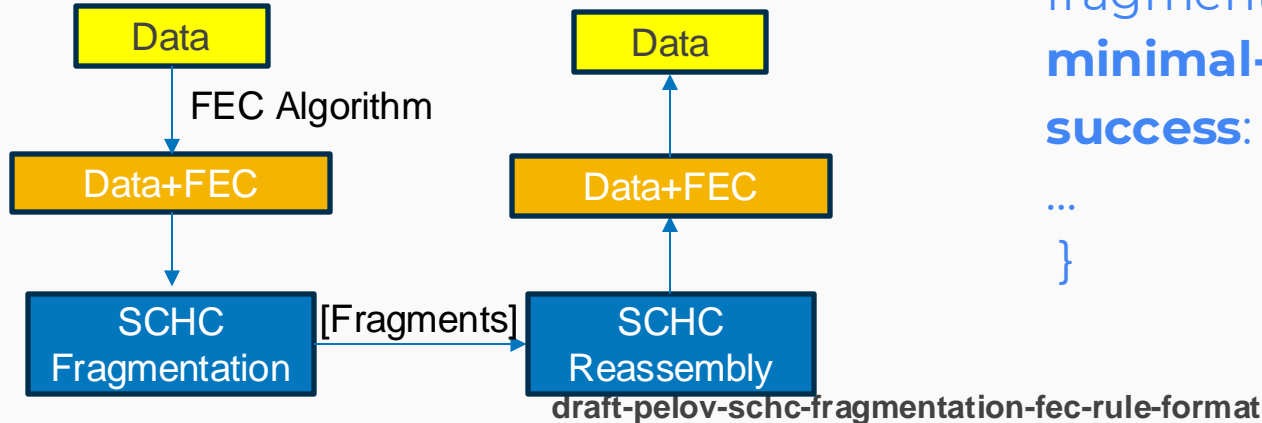 Data
FEC Algorithm
Data+FEC
SCHC
Fragmentation
[Fragments]
Data
Data+FEC
SCHC
Reassembly
minimal-
success:
...
}
draft-pelov-schc-fragmentation-fec-rule-format